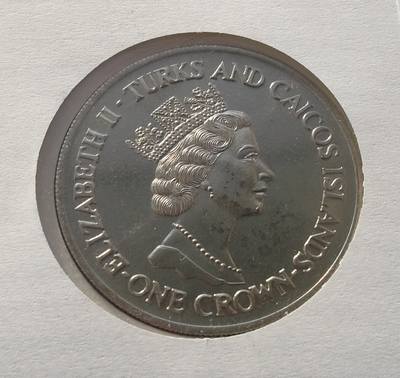 ELIZABETH II · TURKS AND CAICOS ISLANDS ·
ONE CROWN ·